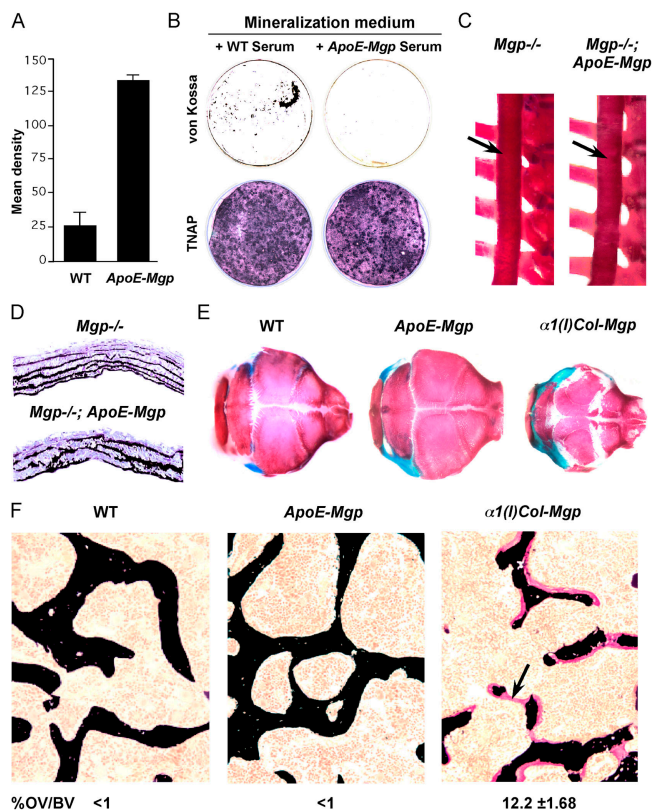 A
Mean density
150
125
100
75
50
25
0
WT
ApoE-Mgp
B
Mineralization medium
+ WT Serum
+ ApoE-Mgp Serum
von Kossa
TNAP
C
Mgp-/-
Mgp-/-;
ApoE-Mgp
D
Mgp-/-
Mgp-/-; ApoE-Mgp
E
WT
ApoE-Mgp
α1(I)Col-Mgp
F
WT
ApoE-Mgp
α1(I)Col-Mgp
%OV/BV
<1
<1
12.2 ±1.68